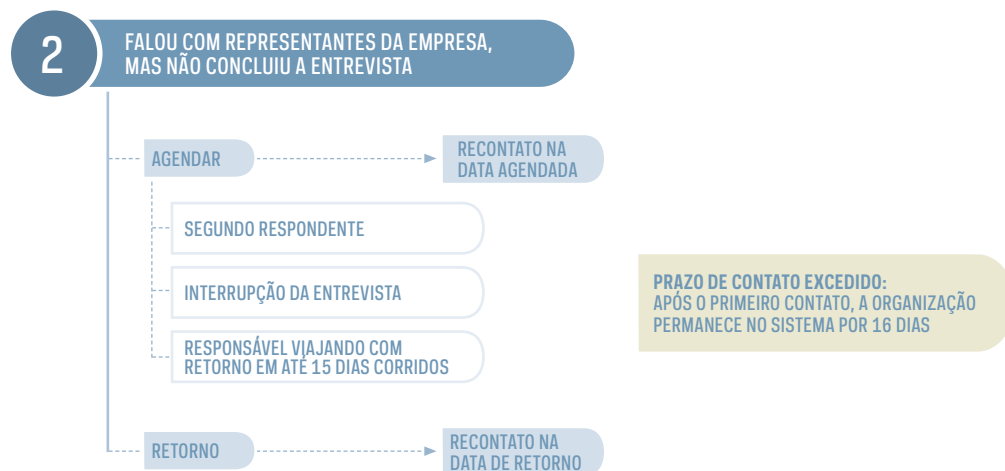 2
FALOU COM REPRESENTANTES DA EMPRESA,
MAS NÃO CONCLUIU A ENTREVISTA
AGENDAR
RECONTATO NA
DATA AGENDADA
SEGUNDO RESPONDENTE
INTERRUPÇÃO DA ENTREVISTA
RESPONSÁVEL VIAJANDO COM
RETORNO EM ATÉ 15 DIAS CORRIDOS
PRAZO DE CONTATO EXCEDIDO:
APÓS O PRIMEIRO CONTATO, A ORGANIZAÇÃO
PERMANECE NO SISTEMA POR 16 DIAS
RETORNO
RECONTATO NA
DATA DE RETORNO